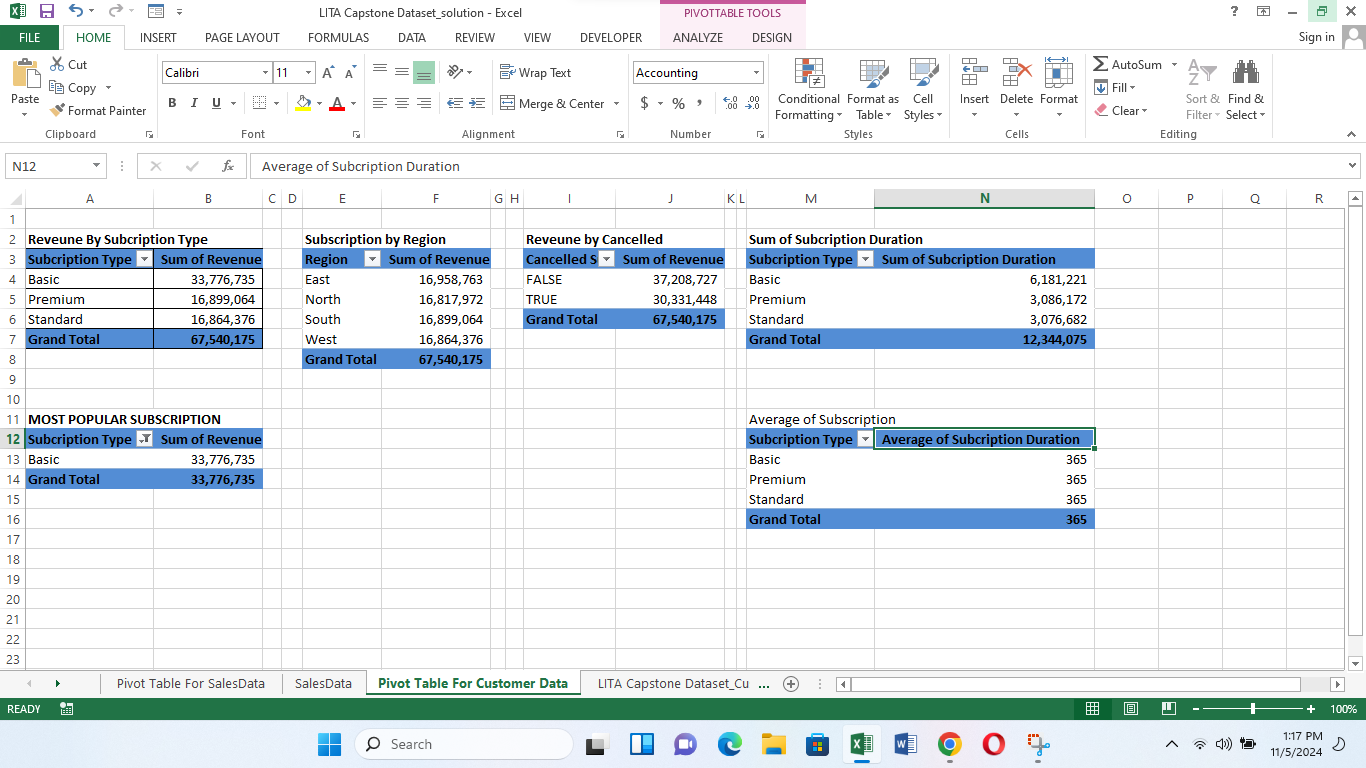 LITA Capstone Dataset_solution - Excel
PIVOTTABLE TOOLS
?
FILE HOME INSERT PAGE LAYOUT FORMULAS DATA REVIEW VIEW DEVELOPER ANALYZE DESIGN Sign in
Paste
Cut
Copy
Format Painter
Clipboard
Calibri 11
B I U
Font
Wrap Text
Merge & Center
Alignment
Accounting
$ % ,
Number
Conditional Formatting
Format as Table
Cell Styles
Styles
Insert
Delete
Format
Cells
AutoSum
Fill
Clear
Sort & Filter
Find & Select
Editing
N12 fx Average of Subcription Duration
A B C D E F G H I J K L M N O P Q R
1
2 Reveune By Subcription Type Subscription by Region Reveune by Cancelled Sum of Subcription Duration
3 Subcription Type Sum of Revenue Region Sum of Revenue Cancelled S Sum of Revenue Subcription Type Sum of Subcription Duration
4 Basic 33,776,735 East 16,958,763 FALSE 37,208,727 Basic 6,181,221
5 Premium 16,899,064 North 16,817,972 TRUE 30,331,448 Premium 3,086,172
6 Standard 16,864,376 South 16,899,064 Grand Total 67,540,175 Standard 3,076,682
7 Grand Total 67,540,175 West 16,864,376 Grand Total 12,344,075
8 Grand Total 67,540,175
9
10
11 MOST POPULAR SUBSCRIPTION Average of Subscription
12 Subcription Type Sum of Revenue Subcription Type Average of Subcription Duration
13 Basic 33,776,735 Basic 365
14 Grand Total 33,776,735 Premium 365
15 Standard 365
16 Grand Total 365
17
18
19
20
21
22
23
Pivot Table For SalesData SalesData Pivot Table For Customer Data LITA Capstone Dataset_Cu ...
READY 100%
Search
1:17 PM
11/5/2024